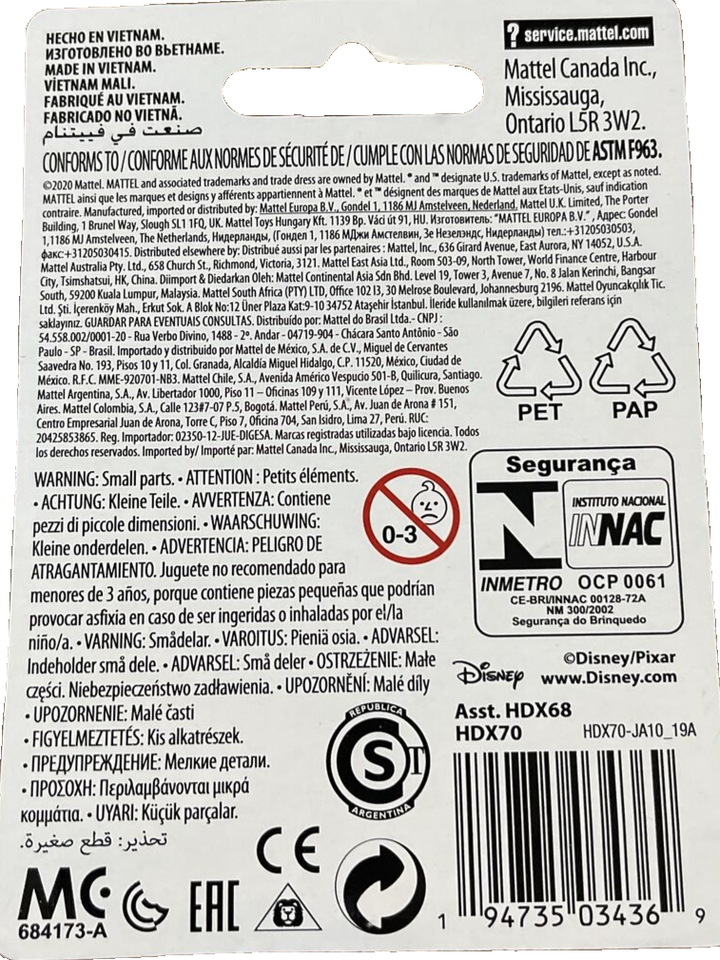 HECHO EN VIETNAM.
ИЗГОТОВЛЕНО ВО ВЬЕТНАМЕ.
MADE IN VIETNAM.
VİETNAM MALI.
FABRIQUÉ AU VIETNAM.
FABRICADO NO VIETNÃ.
صنعت في فييتنام
? service.mattel.com
Mattel Canada Inc.,
Mississauga,
Ontario L5R 3W2.
CONFORMS TO / CONFORME AUX NORMES DE SÉCURITÉ DE / CUMPLE CON LAS NORMAS DE SEGURIDAD DE ASTM F963.
©2020 Mattel. MATTEL and associated trademarks and trade dress are owned by Mattel. ® and ™ designate U.S. trademarks of Mattel, except as noted.
MATTEL ainsi que les marques et designs y afférents appartiennent à Mattel. ® et ™ désignent des marques de Mattel aux États-Unis, sauf indication
contraire. Manufactured, imported or distributed by: Mattel Europa B.V., Gondel 1, 1186 MJ Amstelveen, Nederland. Mattel U.K. Limited, The Porter
Building, 1 Brunel Way, Slough SL1 1FQ, UK. Mattel Toys Hungary Kft. 1139 Bp. Váci út 91, HU. Изготовитель: "MATTEL EUROPA B.V.", Адрес: Gondel
1, 1186 MJ Amstelveen, The Netherlands, Нидерланды, (Гондел 1, 1186 МДжи Амстелвин, Зе Незелэндс, Нидерланды) тел.:+31205030503,
факс:+31205030415. Distributed elsewhere by: Distribué aussi par les partenaires : Mattel, Inc., 636 Girard Avenue, East Aurora, NY 14052, U.S.A.
Mattel Australia Pty. Ltd., 658 Church St., Richmond, Victoria, 3121. Mattel East Asia Ltd., Room 503-09, North Tower, World Finance Centre, Harbour
City, Tsimshatsui, HK, China. Diimport & Diedarkan Oleh: Mattel Continental Asia Sdn Bhd. Level 19, Tower 3, Avenue 7, No. 8 Jalan Kerinchi, Bangsar
South, 59200 Kuala Lumpur, Malaysia. Mattel South Africa (PTY) LTD, Office 102 I3, 30 Melrose Boulevard, Johannesburg 2196. Mattel Oyuncakçılık Tic.
Ltd. Şti. İçerenköy Mah., Erkut Sok. A Blok No:12 Üner Plaza Kat:9-10 34752 Ataşehir İstanbul. İleride kullanılmak üzere, bilgileri referans için
saklayınız. GUARDAR PARA EVENTUAIS CONSULTAS. Distribuído por: Mattel do Brasil Ltda.- CNPJ :
54.558.002/0001-20 - Rua Verbo Divino, 1488 - 2º. Andar - 04719-904 - Chácara Santo Antônio - São
Paulo - SP - Brasil. Importado y distribuido por Mattel de México, S.A. de C.V., Miguel de Cervantes
Saavedra No. 193, Pisos 10 y 11, Col. Granada, Alcaldía Miguel Hidalgo, C.P. 11520, México, Ciudad de
México. R.F.C. MME-920701-NB3. Mattel Chile, S.A., Avenida Américo Vespucio 501-B, Quilicura, Santiago.
Mattel Argentina, S.A., Av. Libertador 1000, Piso 11 – Oficinas 109 y 111, Vicente López – Prov. Buenos
Aires. Mattel Colombia, S.A., Calle 123#7-07 P.5, Bogotá. Mattel Perú, S.A., Av. Juan de Arona # 151,
Centro Empresarial Juan de Arona, Torre C, Piso 7, Oficina 704, San Isidro, Lima 27, Perú. RUC:
20425853865. Reg. Importador: 02350-12-JUE-DIGESA. Marcas registradas utilizadas bajo licencia. Todos
los derechos reservados. Imported by/ Importé par: Mattel Canada Inc., Mississauga, Ontario L5R 3W2.
PET
PAP
WARNING: Small parts. • ATTENTION : Petits éléments.
• ACHTUNG: Kleine Teile. • AVVERTENZA: Contiene
pezzi di piccole dimensioni. • WAARSCHUWING:
Kleine onderdelen. • ADVERTENCIA: PELIGRO DE
ATRAGANTAMIENTO. Juguete no recomendado para
menores de 3 años, porque contiene piezas pequeñas que podrían
provocar asfixia en caso de ser ingeridas o inhaladas por el/la
niño/a. • VARNING: Smådelar. • VAROITUS: Pieniä osia. • ADVARSEL:
Indeholder små dele. • ADVARSEL: Små deler • OSTRZEŻENIE: Małe
części. Niebezpieczeństwo zadławienia. • UPOZORNĚNÍ: Malé díly
• UPOZORNENIE: Malé časti
• FIGYELMEZTETÉS: Kis alkatrészek.
• ПРЕДУПРЕЖДЕНИЕ: Мелкие детали.
• ΠΡΟΣΟΧΗ: Περιλαμβάνονται μικρά
κομμάτια. • UYARI: Küçük parçalar.
تحذير: قطع صغيرة.
0-3
Segurança
N
INSTITUTO NACIONAL
INNAC
INMETRO OCP 0061
CE-BRI/INNAC 00128-72A
NM 300/2002
Segurança do Brinquedo
Disney
©Disney/Pixar
www.Disney.com
Asst. HDX68
HDX70
HDX70-JA10_19A
REPUBLICA
S T
ARGENTINA
MC
684173-A
EAC
CE
1 94735 03436 9